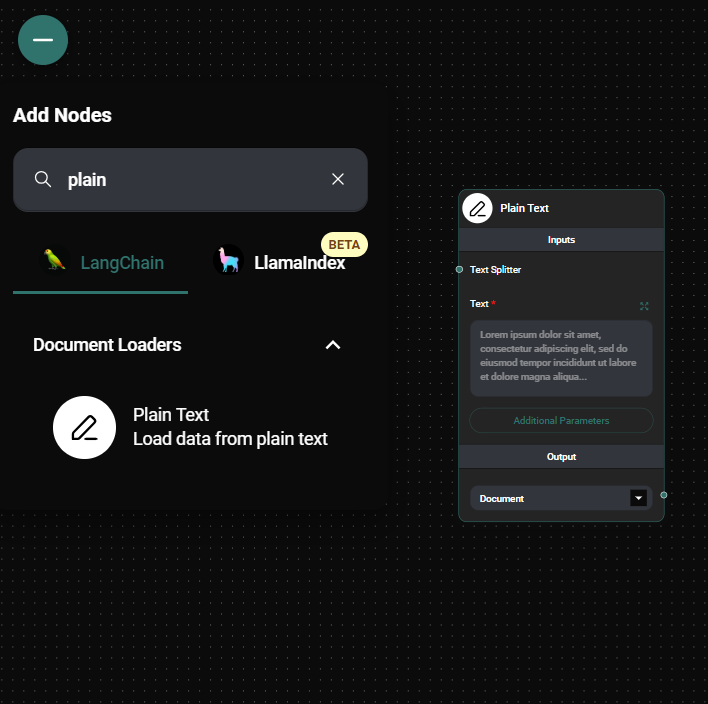 Add Nodes
plain
BETA
LangChain
LlamaIndex
Document Loaders
Plain Text
Load data from plain text
Plain Text
Inputs
Text Splitter
Text *
Lorem ipsum dolor sit amet,
consectetur adipiscing elit, sed do
eiusmod tempor incididunt ut labore
et dolore magna aliqua...
Additional Parameters
Output
Document